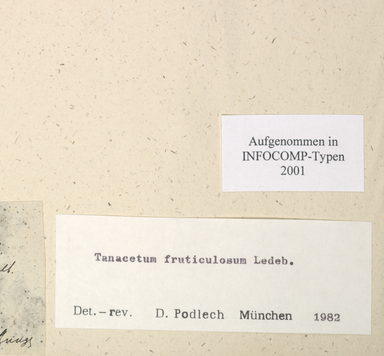 Aufgenommen in
INFOCOMP-Typen
2001
Tanacetum fruticulosum Ledeb.
Det. – rev. D. Podlech München 1982